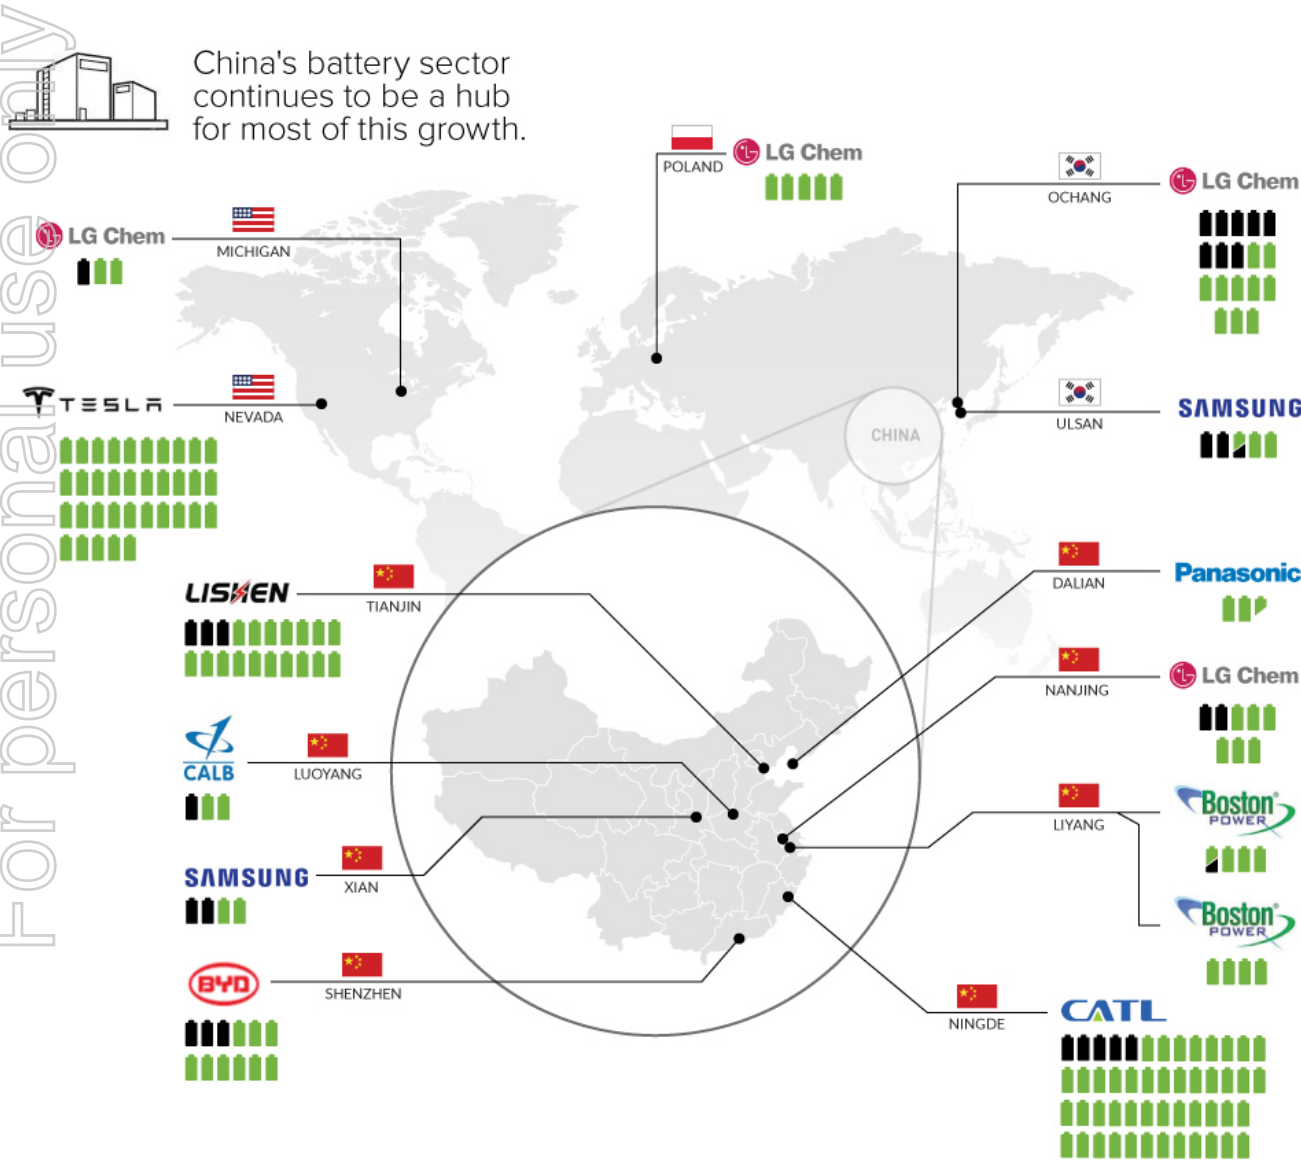 For personal use only
China's battery sector
continues to be a hub
for most of this growth.
POLAND
LG Chem
OCHANG
LG Chem
LG Chem
MICHIGAN
TESLA
NEVADA
ULSAN
SAMSUNG
CHINA
LISHEN
TIANJIN
DALIAN
Panasonic
NANJING
LG Chem
CALB
LUOYANG
LIYANG
Boston®
POWER
SAMSUNG
XIAN
Boston®
POWER
BYD
SHENZHEN
NINGDE
CATL